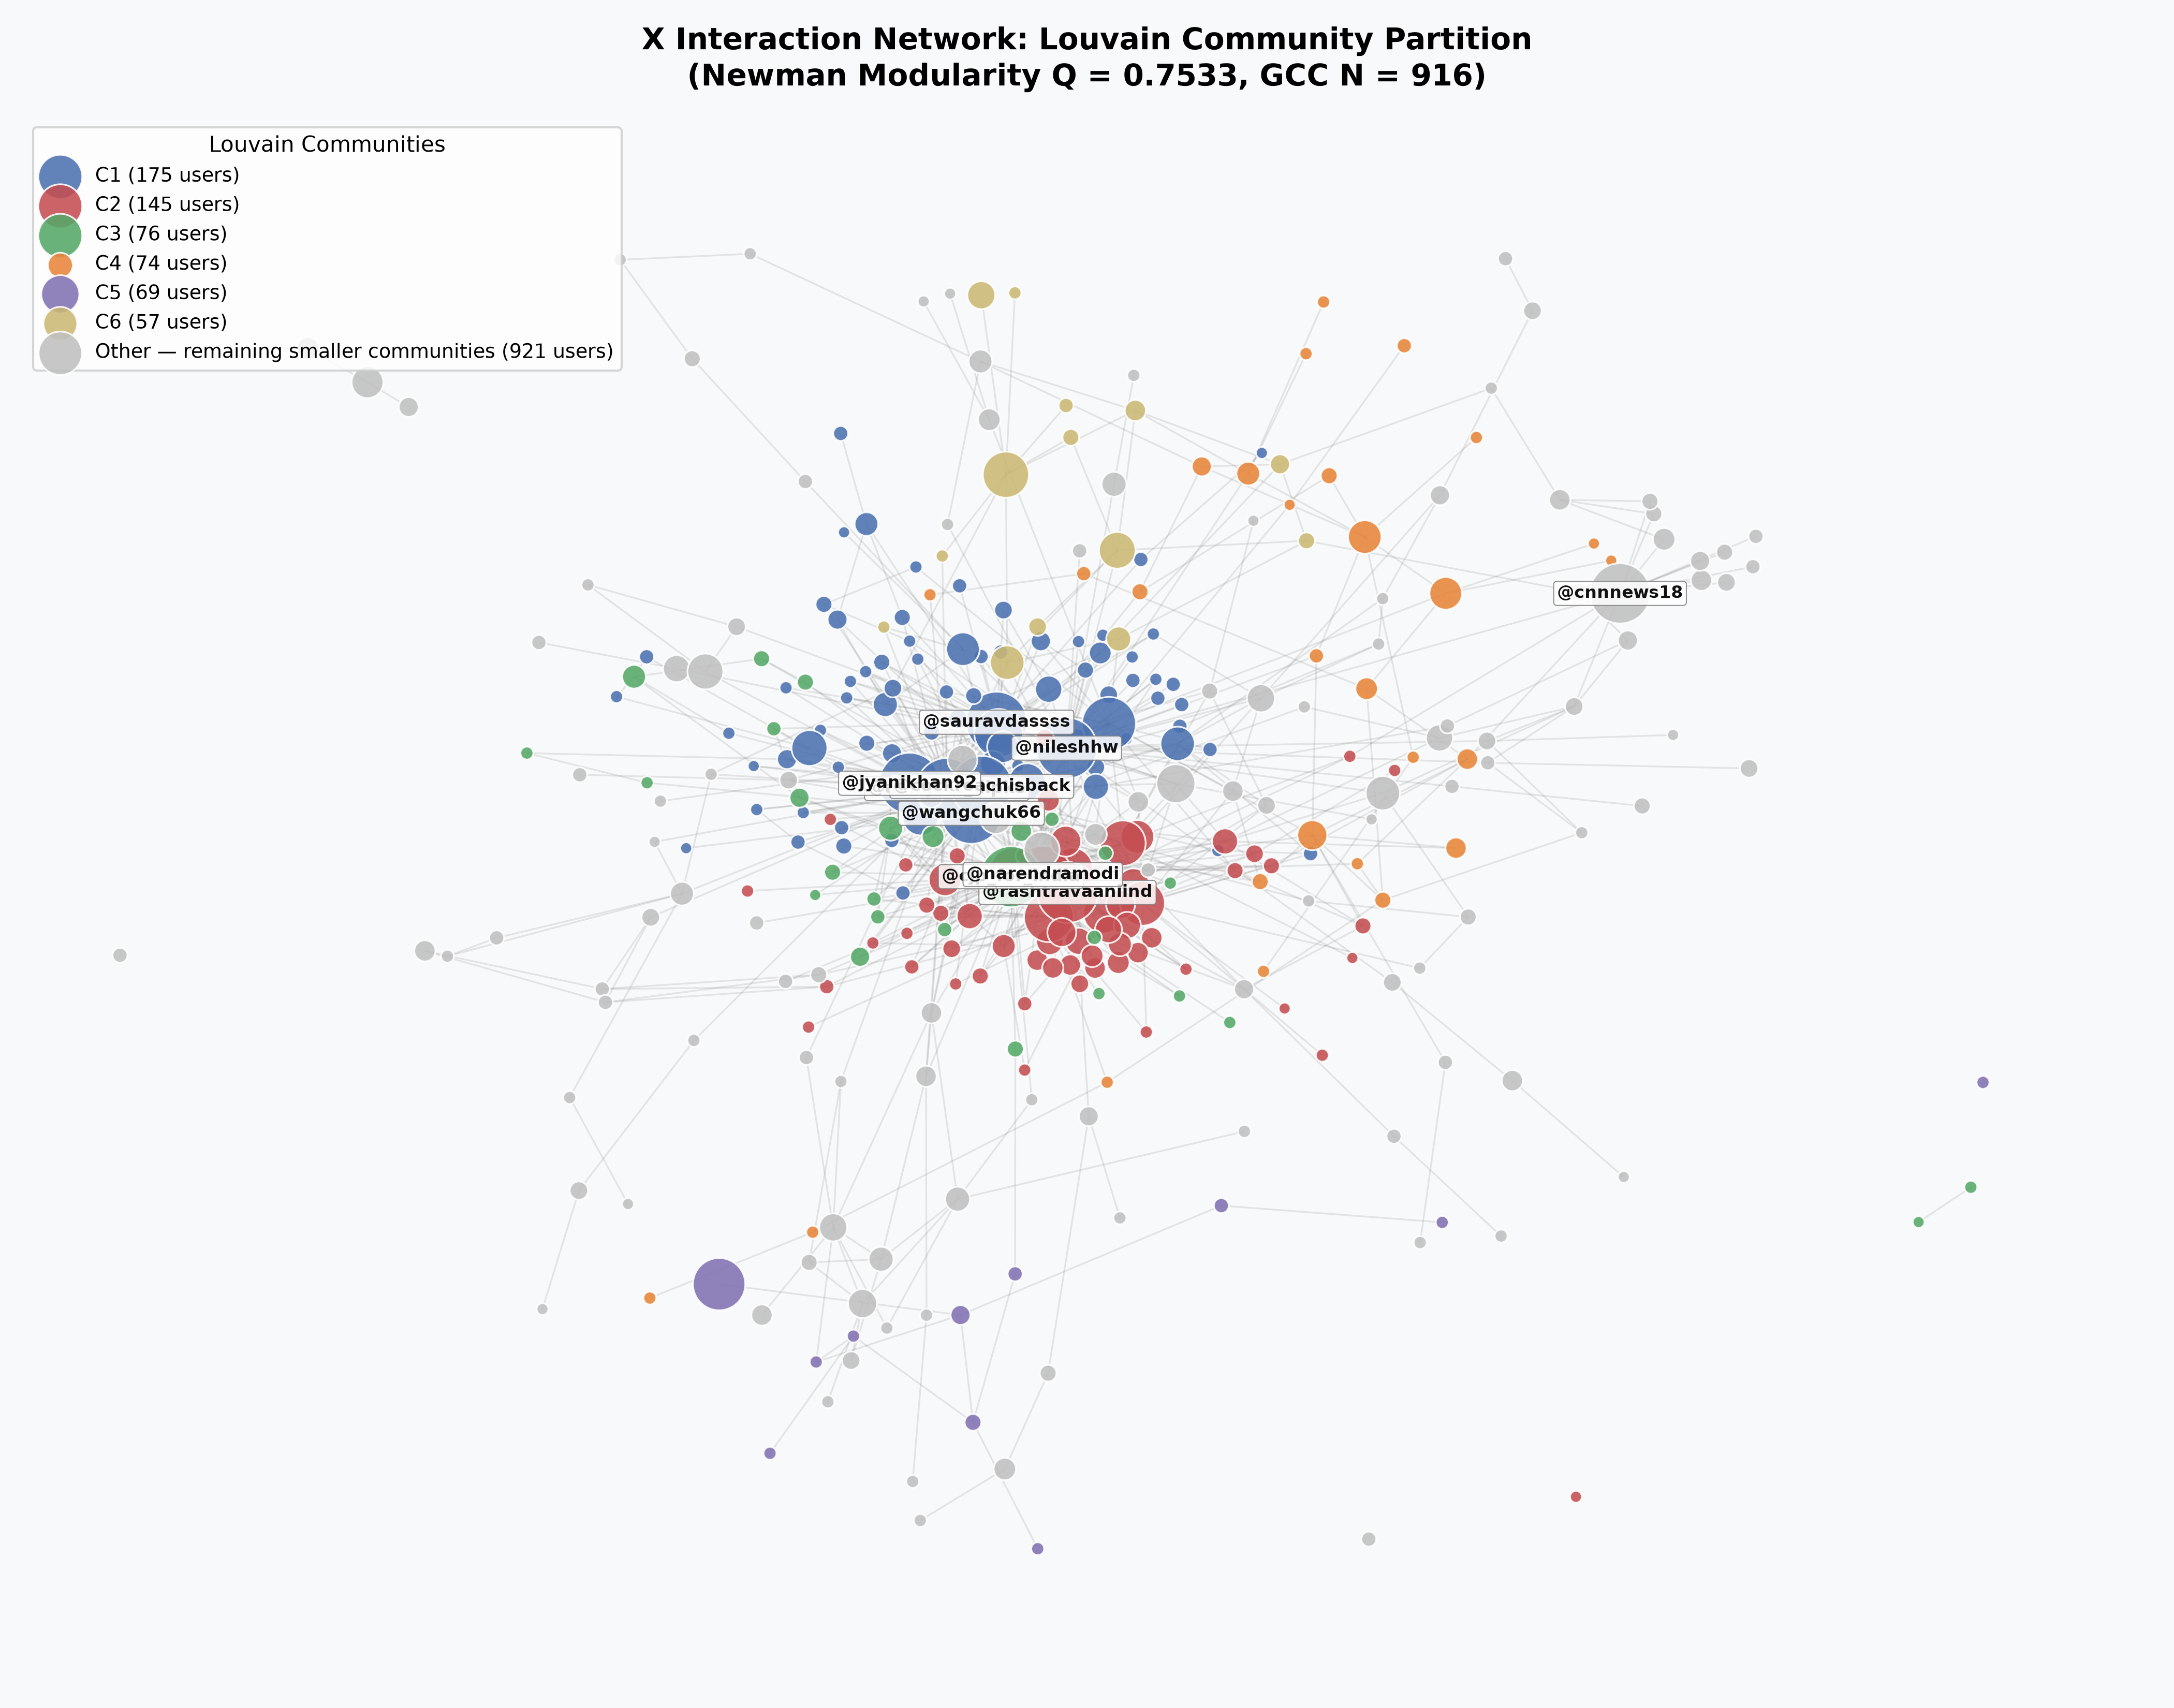 X Interaction Network: Louvain Community Partition
(Newman Modularity Q = 0.7533, GCC N = 916)
Louvain Communities
C1 (175 users)
C2 (145 users)
C3 (76 users)
C4 (74 users)
C5 (69 users)
C6 (57 users)
Other — remaining smaller communities (921 users)
@cnnnews18
@sauravdassss
@nileshhw
@jyanikhan92
achisback
@wangchuk66
@narendramodi
@rashtravaaniind